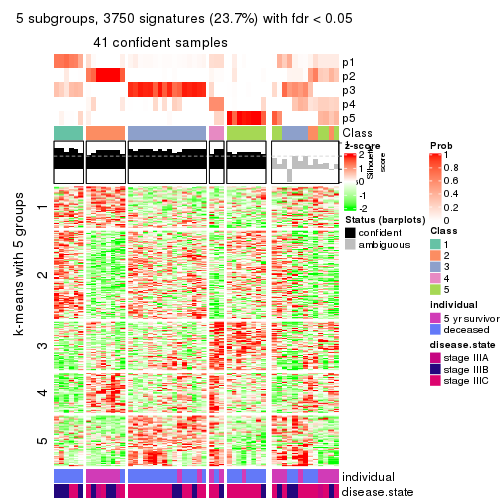 5 subgroups, 3750 signatures (23.7%) with fdr < 0.05
41 confident samples
p1
p2
p3
p4
p5
Class
z-score
2
1
0
-1
-2
Silhouette
score
Prob
1
0.8
0.6
0.4
0.2
0
Status (barplots)
confident
ambiguous
Class
1
2
3
4
5
individual
5 yr survivor
deceased
disease.state
stage IIIA
stage IIIB
stage IIIC
k-means with 5 groups
1
2
3
4
5
individual
disease.state